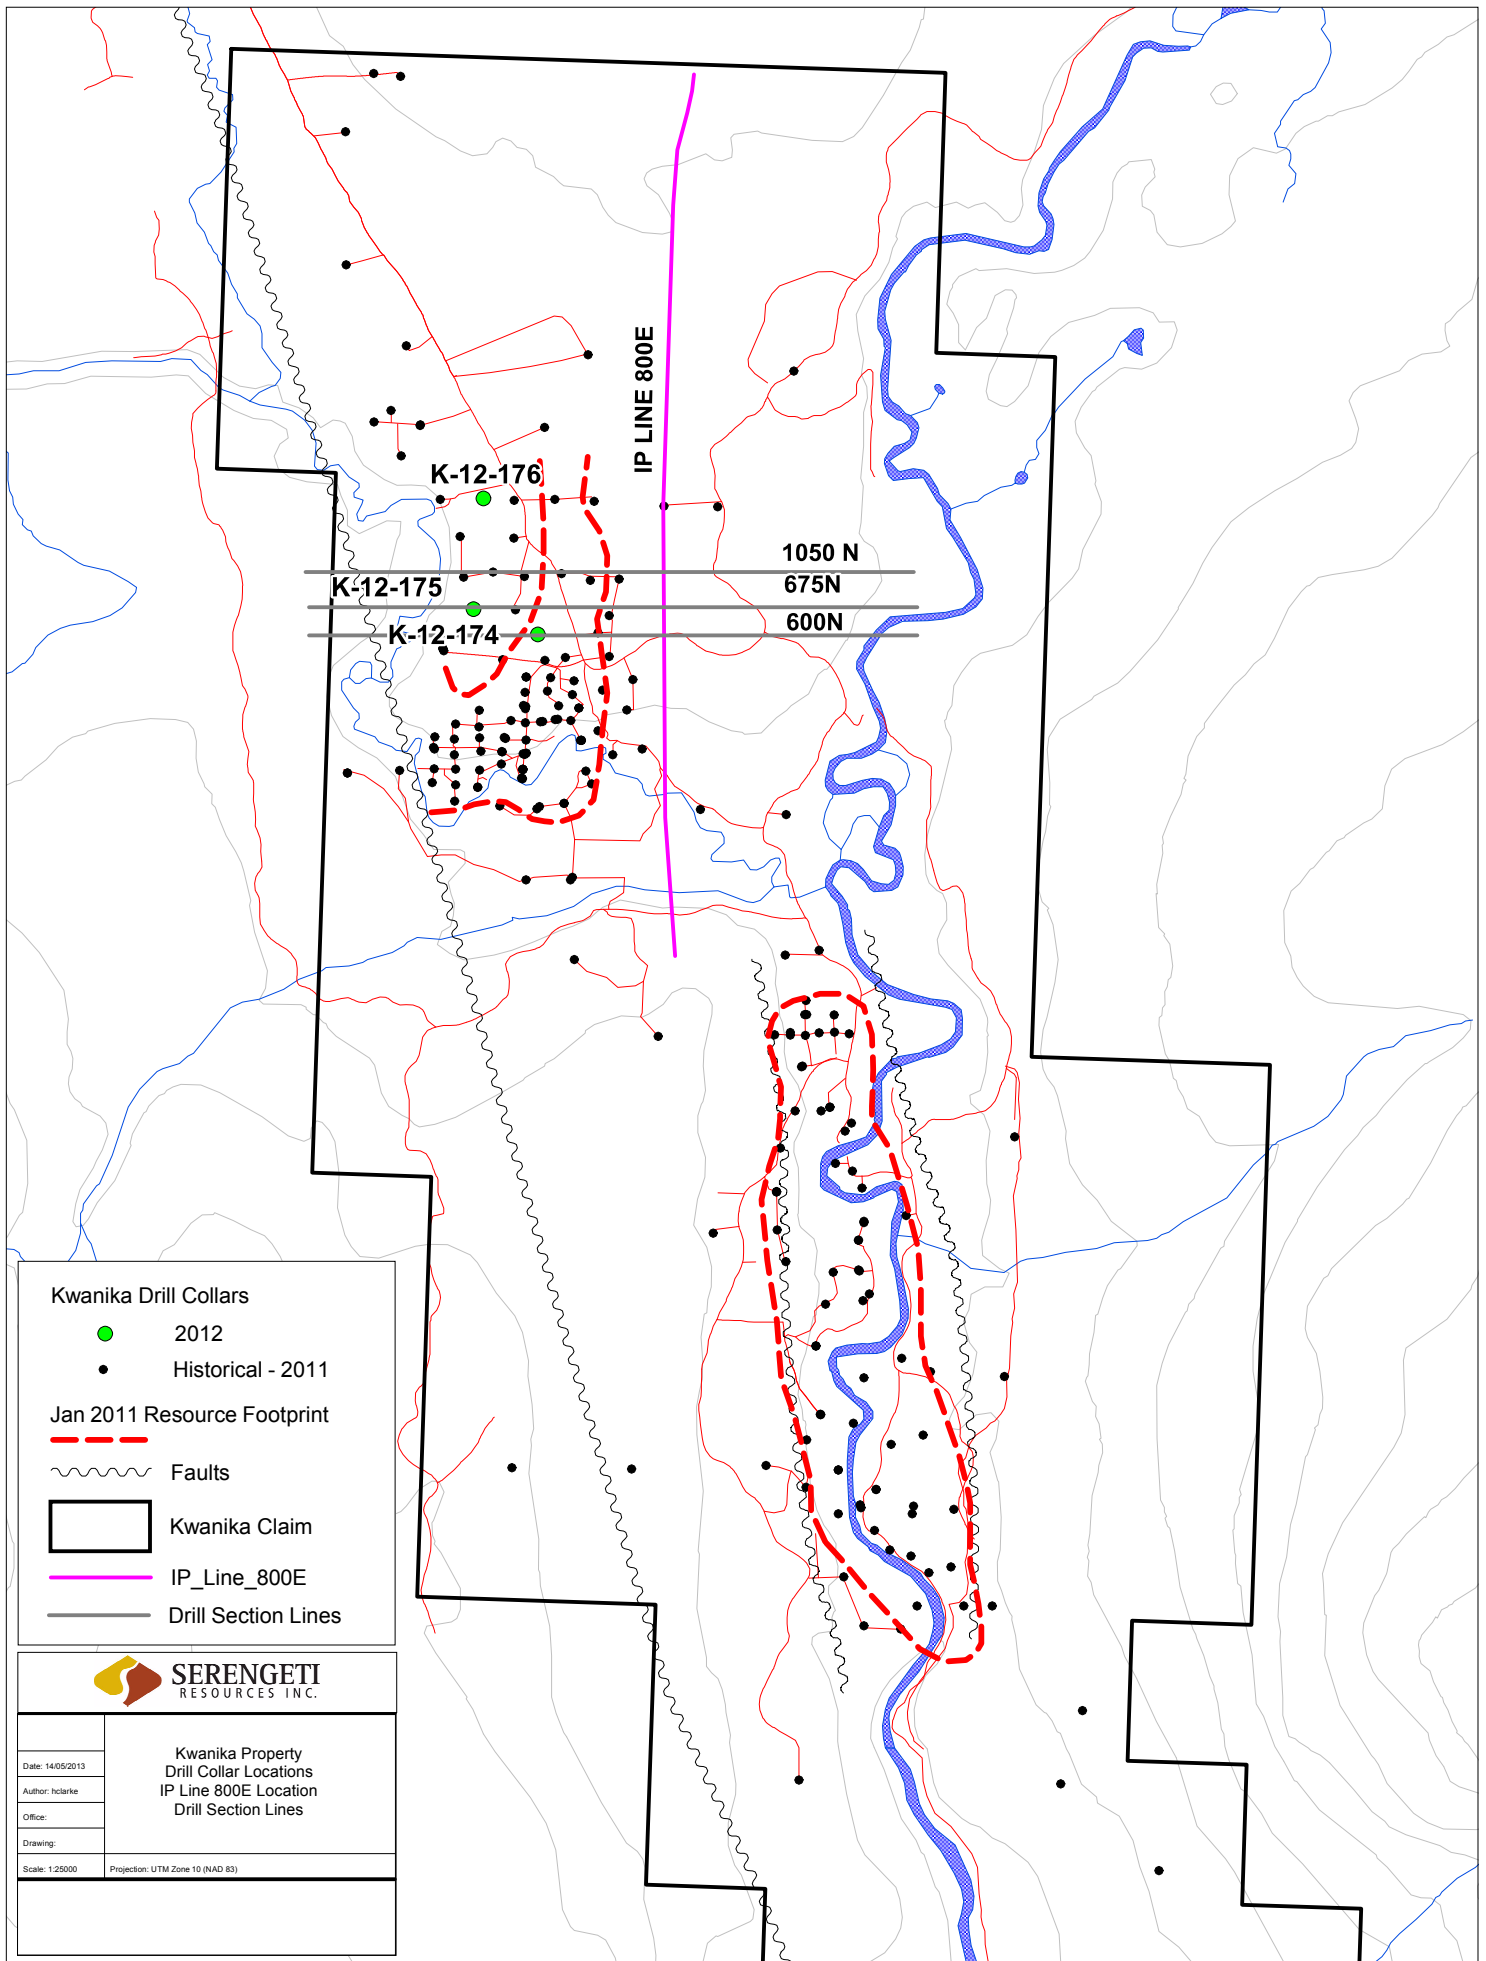 IP LINE 800E
K-12-176
1050 N
K-12-175
675N
600N
K-12-174
Kwanika Drill Collars
2012
Historical - 2011
Jan 2011 Resource Footprint
Faults
Kwanika Claim
IP_Line_800E
Drill Section Lines
SERENGETI
RESOURCES INC.
Kwanika Property
Drill Collar Locations
IP Line 800E Location
Drill Section Lines
Date: 14/05/2013
Author: hclarke
Office:
Drawing:
Scale: 1:25000
Projection: UTM Zone 10 (NAD 83)